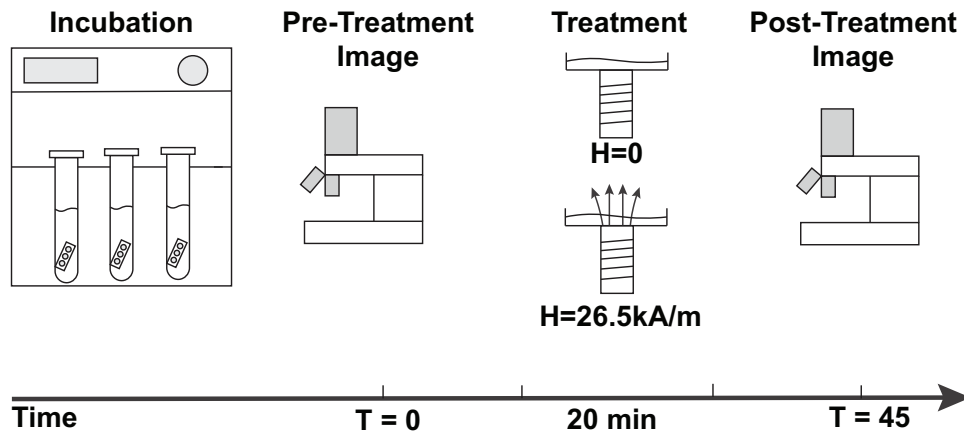 Incubation
Pre-Treatment
Image
Treatment
Post-Treatment
Image
H=0
H=26.5kA/m
Time
T = 0
20 min
T = 45